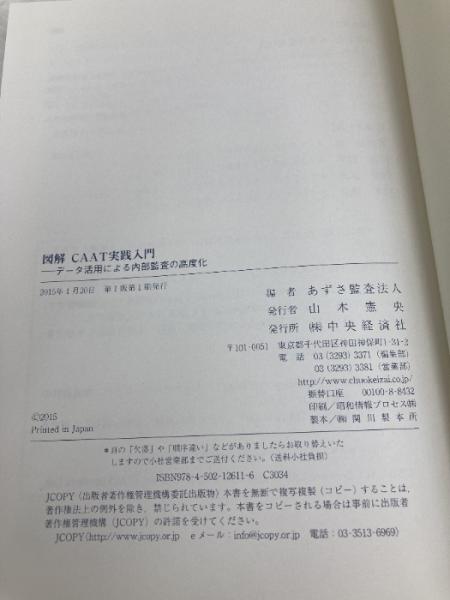 図解 CAAT実践入門
──データ活用による内部監査の高度化
2015年1月20日 第1版第1刷発行
編者 あずさ監査法人
発行者 山本憲央
発行所 ㈱中央経済社
〒101-0051 東京都千代田区神田神保町1-31-2
電話 03 (3293) 3371 (編集部)
03 (3293) 3381 (営業部)
http://www.chuokeizai.co.jp/
振替口座 00100-8-8432
印刷/昭和情報プロセス㈱
製本/㈱関川製本所
©2015
Printed in Japan
*頁の「欠落」や「順序違い」などがありましたらお取り替えいた
しますので小社営業部までご送付ください。(送料小社負担)
ISBN978-4-502-12611-6 C3034
JCOPY〈出版者著作権管理機構委託出版物〉本書を無断で複写複製(コピー)することは,
著作権法上の例外を除き,禁じられています。本書をコピーされる場合は事前に出版者
著作権管理機構(JCOPY)の許諾を受けてください。
JCOPY〈http://www.jcopy.or.jp eメール:info@jcopy.or.jp 電話:03-3513-6969〉